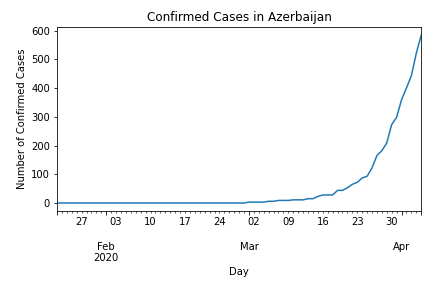 Confirmed Cases in Azerbaijan
600
500
400
300
200
100
0
Number of Confirmed Cases
27 03 10 17 24 02 09 16 23 30
Feb Mar Apr
2020
Day